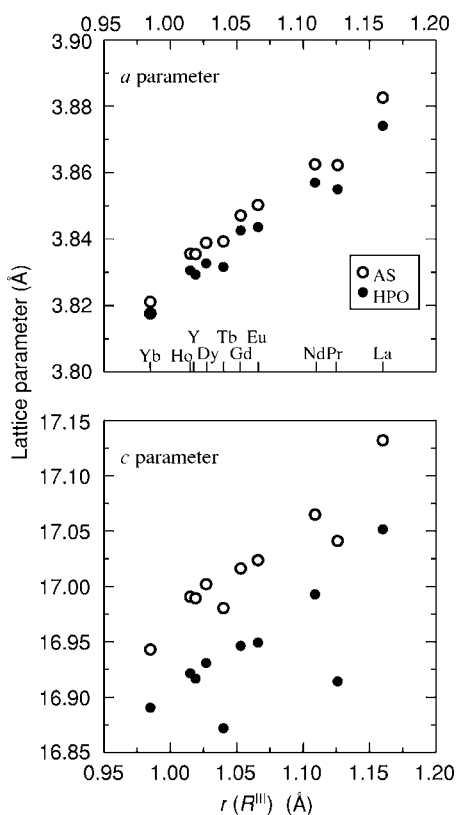 0.95 1.00 1.05 1.10 1.15 1.20
3.90
a parameter
3.88
3.86
3.84
3.82
3.80
AS
HPO
Y Tb Eu
Yb Ho Dy Gd Nd Pr La
Lattice parameter (Å)
17.15
c parameter
17.10
17.05
17.00
16.95
16.90
16.85
0.95 1.00 1.05 1.10 1.15 1.20
r (Rᴵᴵᴵ) (Å)